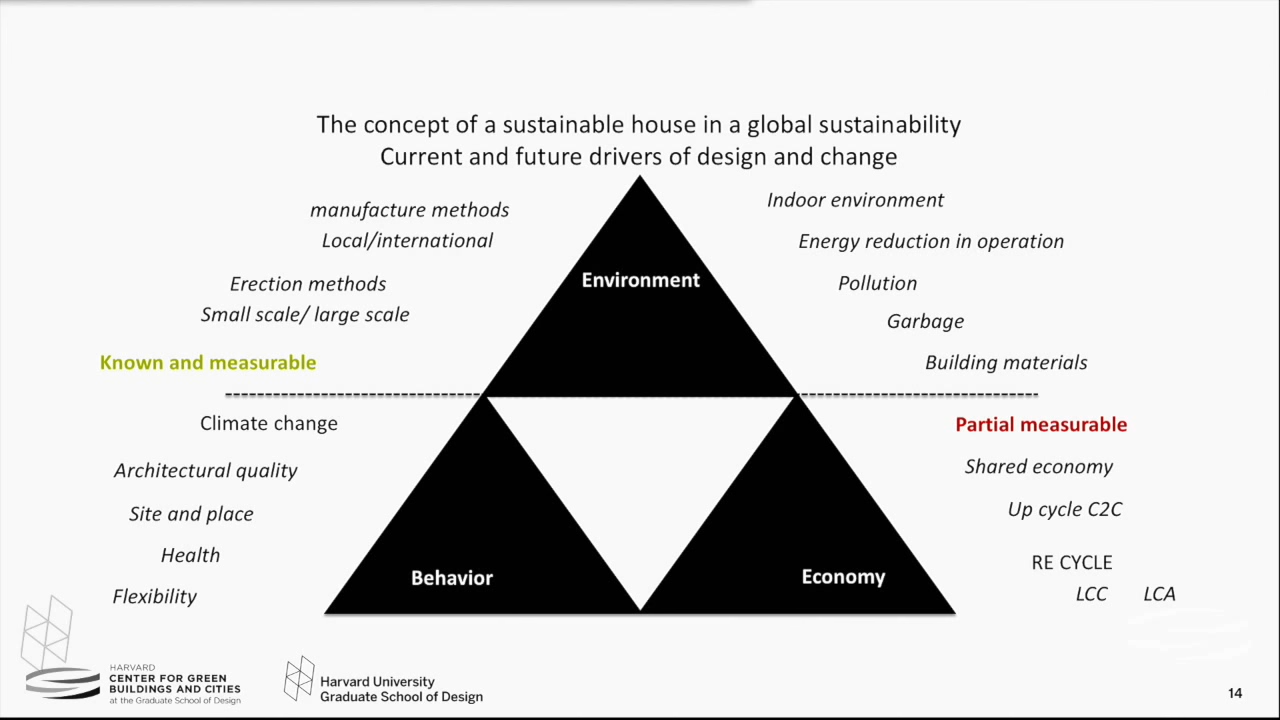 The concept of a sustainable house in a global sustainability
Current and future drivers of design and change
manufacture methods
Local/international
Erection methods
Small scale/ large scale
Known and measurable
Indoor environment
Energy reduction in operation
Pollution
Garbage
Building materials
Environment
Climate change
Architectural quality
Site and place
Health
Flexibility
Partial measurable
Shared economy
Up cycle C2C
RE CYCLE
LCC LCA
Behavior
Economy
HARVARD
CENTER FOR GREEN
BUILDINGS AND CITIES
at the Graduate School of Design
Harvard University
Graduate School of Design
14